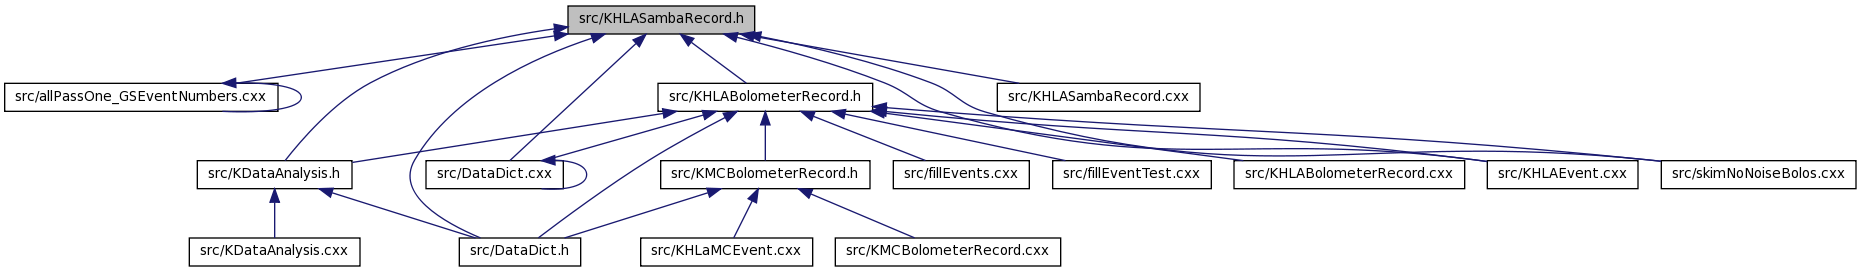 src/KHLASambaRecord.h
src/allPassOne_GSEventNumbers.cxx
src/KHLABolometerRecord.h
src/KHLASambaRecord.cxx
src/KDataAnalysis.h
src/DataDict.cxx
src/KMCBolometerRecord.h
src/fillEvents.cxx
src/fillEventTest.cxx
src/KHLABolometerRecord.cxx
src/KHLAEvent.cxx
src/skimNoNoiseBolos.cxx
src/KDataAnalysis.cxx
src/DataDict.h
src/KHLaMCEvent.cxx
src/KMCBolometerRecord.cxx